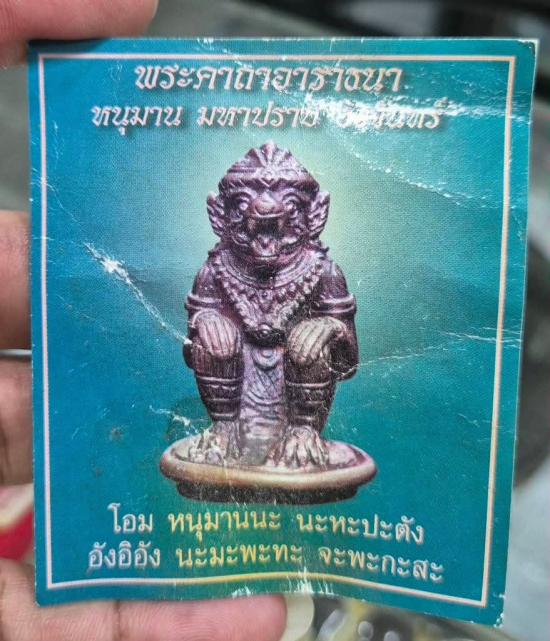 พระคาถาอาราธนา
หนุมาน มหาปราบ
โอม หนุมานนะ นะหะปะตัง
อังอิอัง นะมะพะทะ จะพะกะสะ